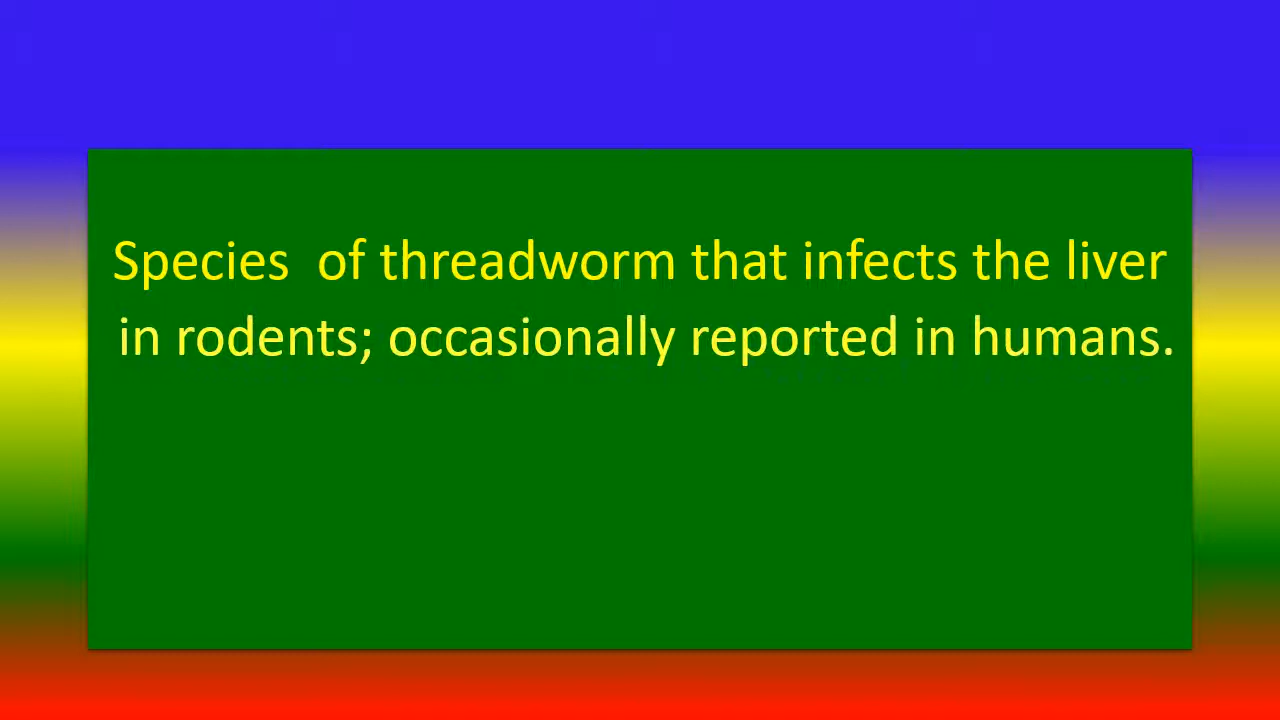 Species  of threadworm that infects the liver
in rodents; occasionally reported in humans.